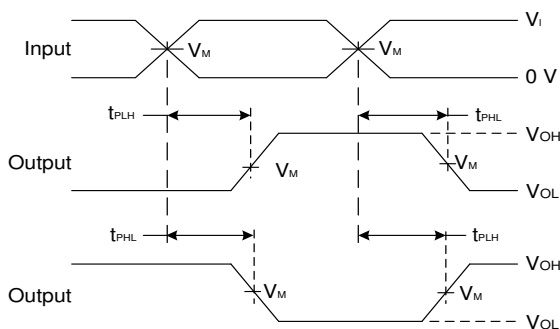 Input
VM
VM
VI
0 V
tPLH
tPHL
Output
VM
VM
VOH
VOL
tPHL
tPLH
Output
VM
VM
VOH
VOL